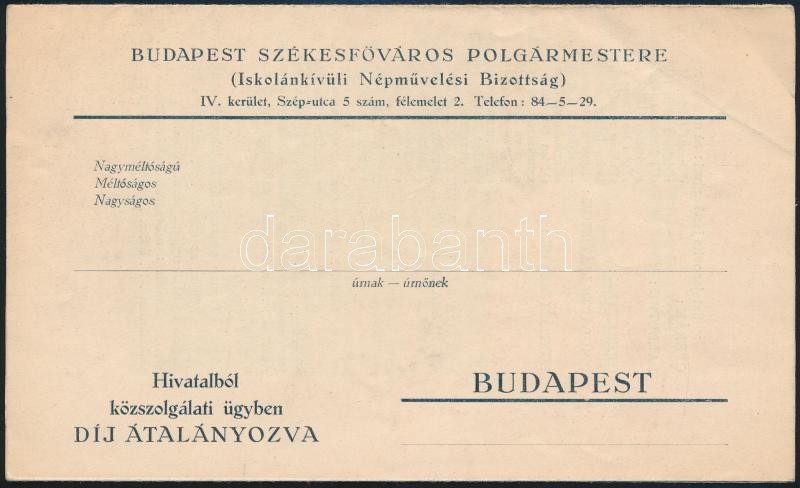 BUDAPEST SZÉKESFŐVÁROS POLGÁRMESTERE
(Iskolánkívüli Népművelési Bizottság)
IV. kerület, Szép-utca 5 szám, félemelet 2. Telefon: 84—5—29.
Nagyméltóságú
Méltóságos
Nagyságos
darabanth
úrnak — úrnőnek
Hivatalból
közszolgálati ügyben
DÍJ ÁTALÁNYOZVA
BUDAPEST